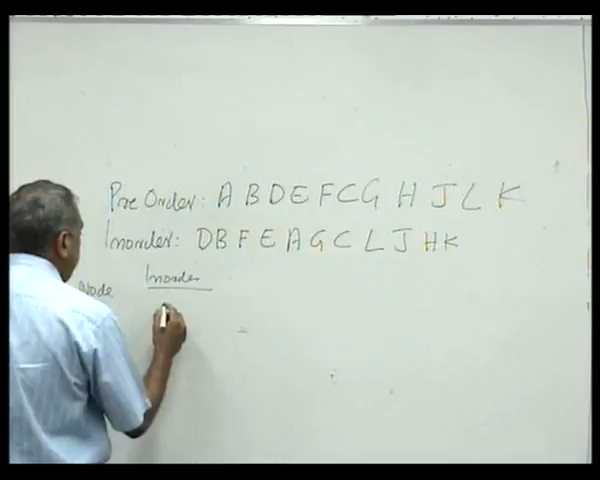 Pre Order: A B D E F C G H J L K
Inorder: D B F E A G C L J H K
Node Inorder